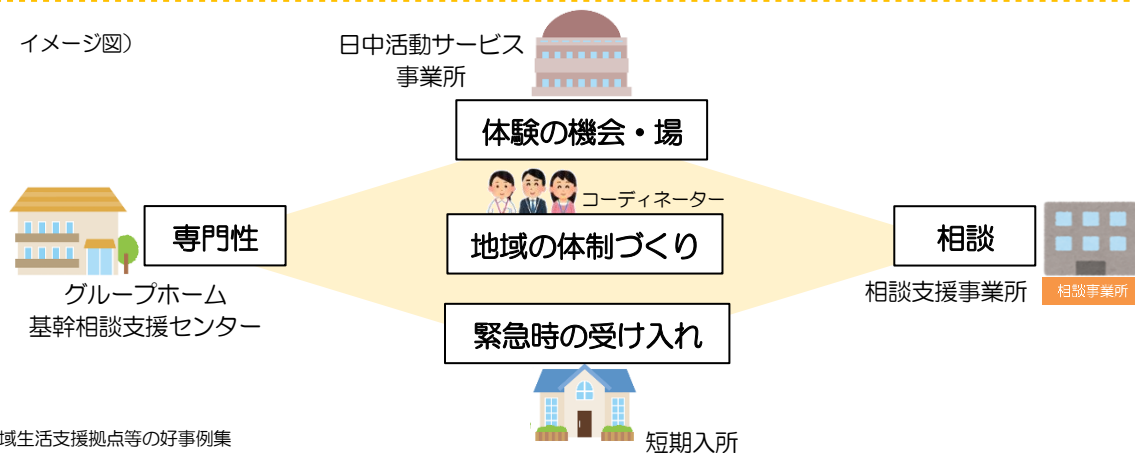 イメージ図）
日中活動サービス
事業所
体験の機会・場
コーディネーター
専門性
地域の体制づくり
相談
グループホーム
基幹相談支援センター
相談支援事業所
相談事業所
緊急時の受け入れ
短期入所
域生活支援拠点等の好事例集